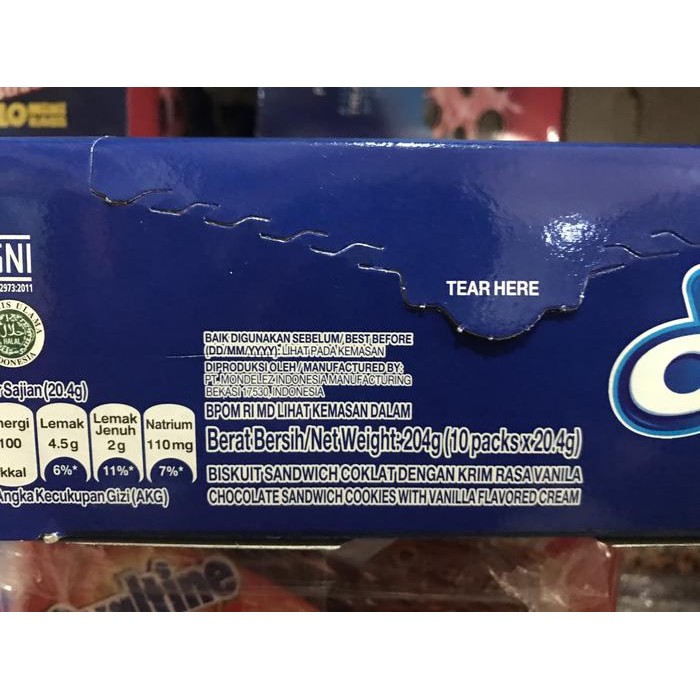 LO
TEAR HERE
SNI
2973:2011
HALAL
BAIK DIGUNAKAN SEBELUM/BEST BEFORE
(DD/MM/YYYY): LIHAT PADA KEMASAN
DIPRODUKSI OLEH / MANUFACTURED BY:
PT. MONDELEZ INDONESIA MANUFACTURING
BEKASI 17530, INDONESIA
BPOM RI MD LIHAT KEMASAN DALAM
Berat Bersih/Net Weight: 204g (10 packs x 20.4g)
BISKUIT SANDWICH COKLAT DENGAN KRIM RASA VANILA
CHOCOLATE SANDWICH COOKIES WITH VANILLA FLAVORED CREAM
r Sajian (20.4g)
nergi Lemak Lemak Jenuh Natrium
100 4.5g 2g 110mg
kkal 6%* 11%* 7%*
Angka Kecukupan Gizi (AKG)
altine